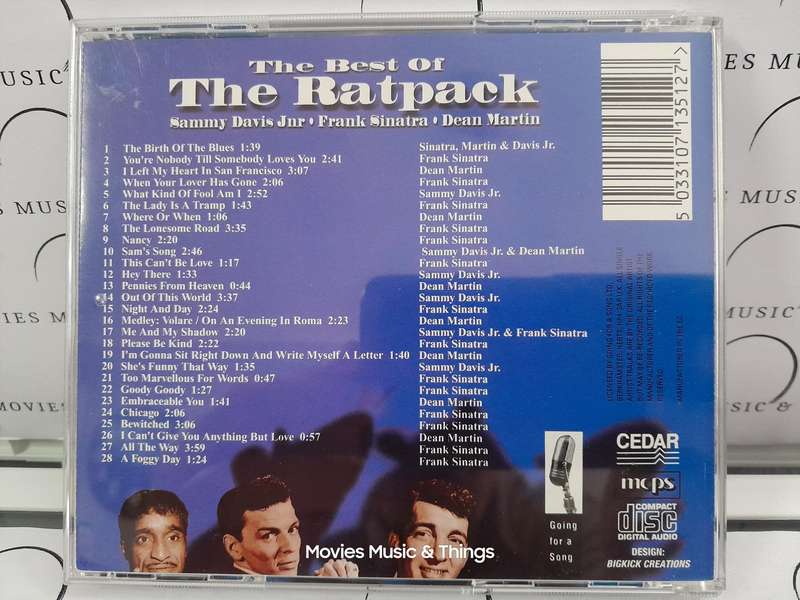 The Best Of
The Ratpack
Sammy Davis Jnr • Frank Sinatra • Dean Martin
1 The Birth Of The Blues 1:39 Sinatra, Martin & Davis Jr.
2 You're Nobody Till Somebody Loves You 2:41 Frank Sinatra
3 I Left My Heart In San Francisco 3:07 Dean Martin
4 When Your Lover Has Gone 2:06 Frank Sinatra
5 What Kind Of Fool Am I 2:52 Sammy Davis Jr.
6 The Lady Is A Tramp 1:43 Frank Sinatra
7 Where Or When 1:06 Dean Martin
8 The Lonesome Road 3:35 Frank Sinatra
9 Nancy 2:20 Frank Sinatra
10 Sam's Song 2:46 Sammy Davis Jr. & Dean Martin
11 This Can't Be Love 1:17 Frank Sinatra
12 Hey There 1:33 Sammy Davis Jr.
13 Pennies From Heaven 0:44 Dean Martin
14 Out Of This World 3:37 Sammy Davis Jr.
15 Night And Day 2:24 Frank Sinatra
16 Medley: Volare / On An Evening In Roma 2:23 Dean Martin
17 Me And My Shadow 2:20 Sammy Davis Jr. & Frank Sinatra
18 Please Be Kind 2:22 Frank Sinatra
19 I'm Gonna Sit Right Down And Write Myself A Letter 1:40 Dean Martin
20 She's Funny That Way 1:35 Sammy Davis Jr.
21 Too Marvellous For Words 0:47 Frank Sinatra
22 Goody Goody 1:27 Frank Sinatra
23 Embraceable You 1:41 Dean Martin
24 Chicago 2:06 Frank Sinatra
25 Bewitched 3:06 Frank Sinatra
26 I Can't Give You Anything But Love 0:57 Dean Martin
27 All The Way 3:59 Frank Sinatra
28 A Foggy Day 1:24 Frank Sinatra
5 033107 135127 >
Going
for a
Song
CEDAR
mcps
COMPACT
disc
DIGITAL AUDIO
DESIGN:
BIGKICK CREATIONS
Movies Music & Things